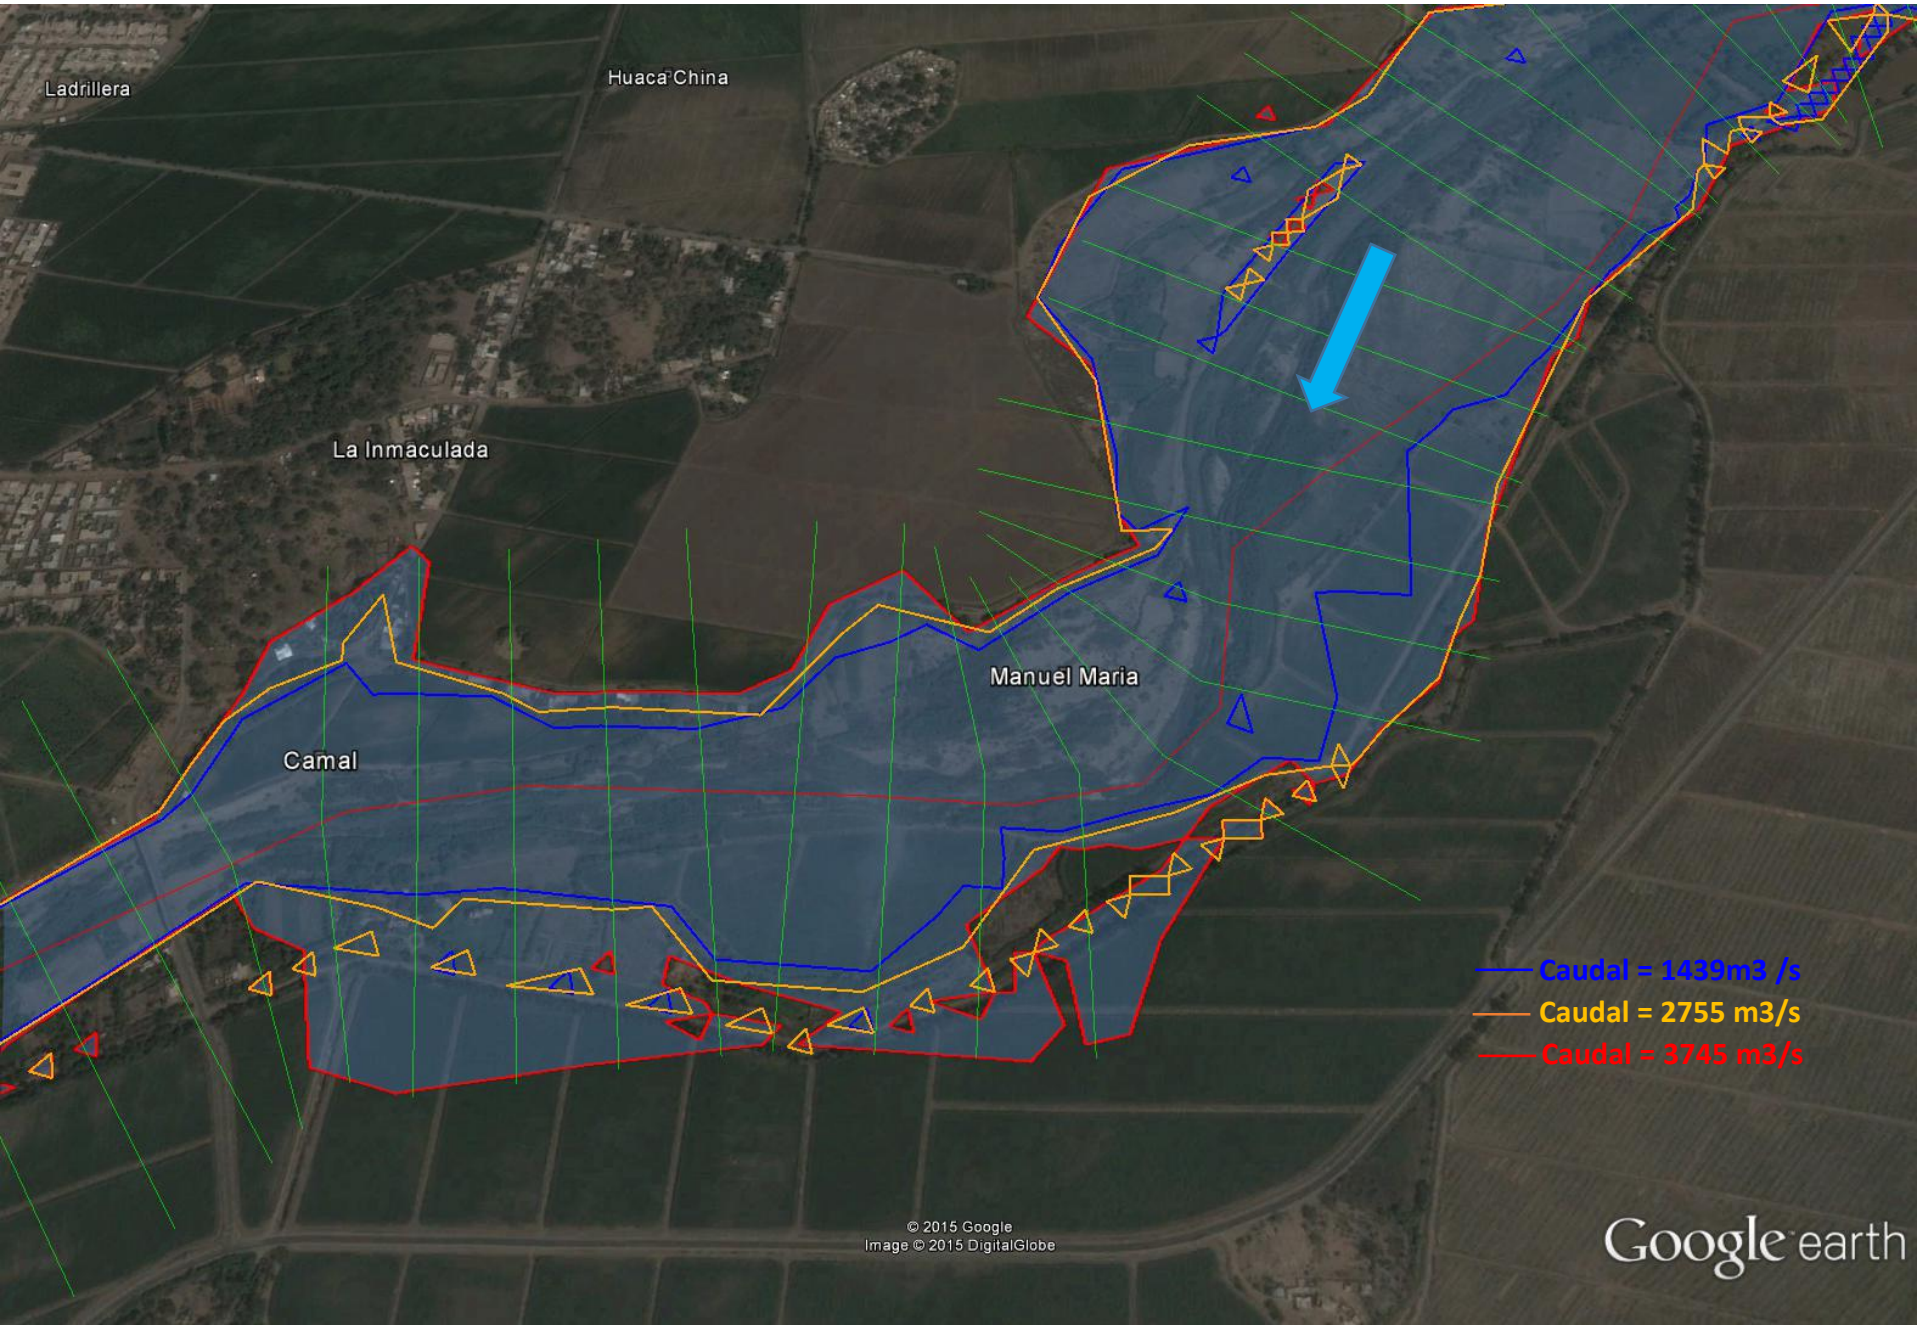 Ladrillera
Huaca China
La Inmaculada
Manuel Maria
Camal
Caudal = 1439m3 /s
Caudal = 2755 m3/s
Caudal = 3745 m3/s
© 2015 Google
Image © 2015 DigitalGlobe
Google earth